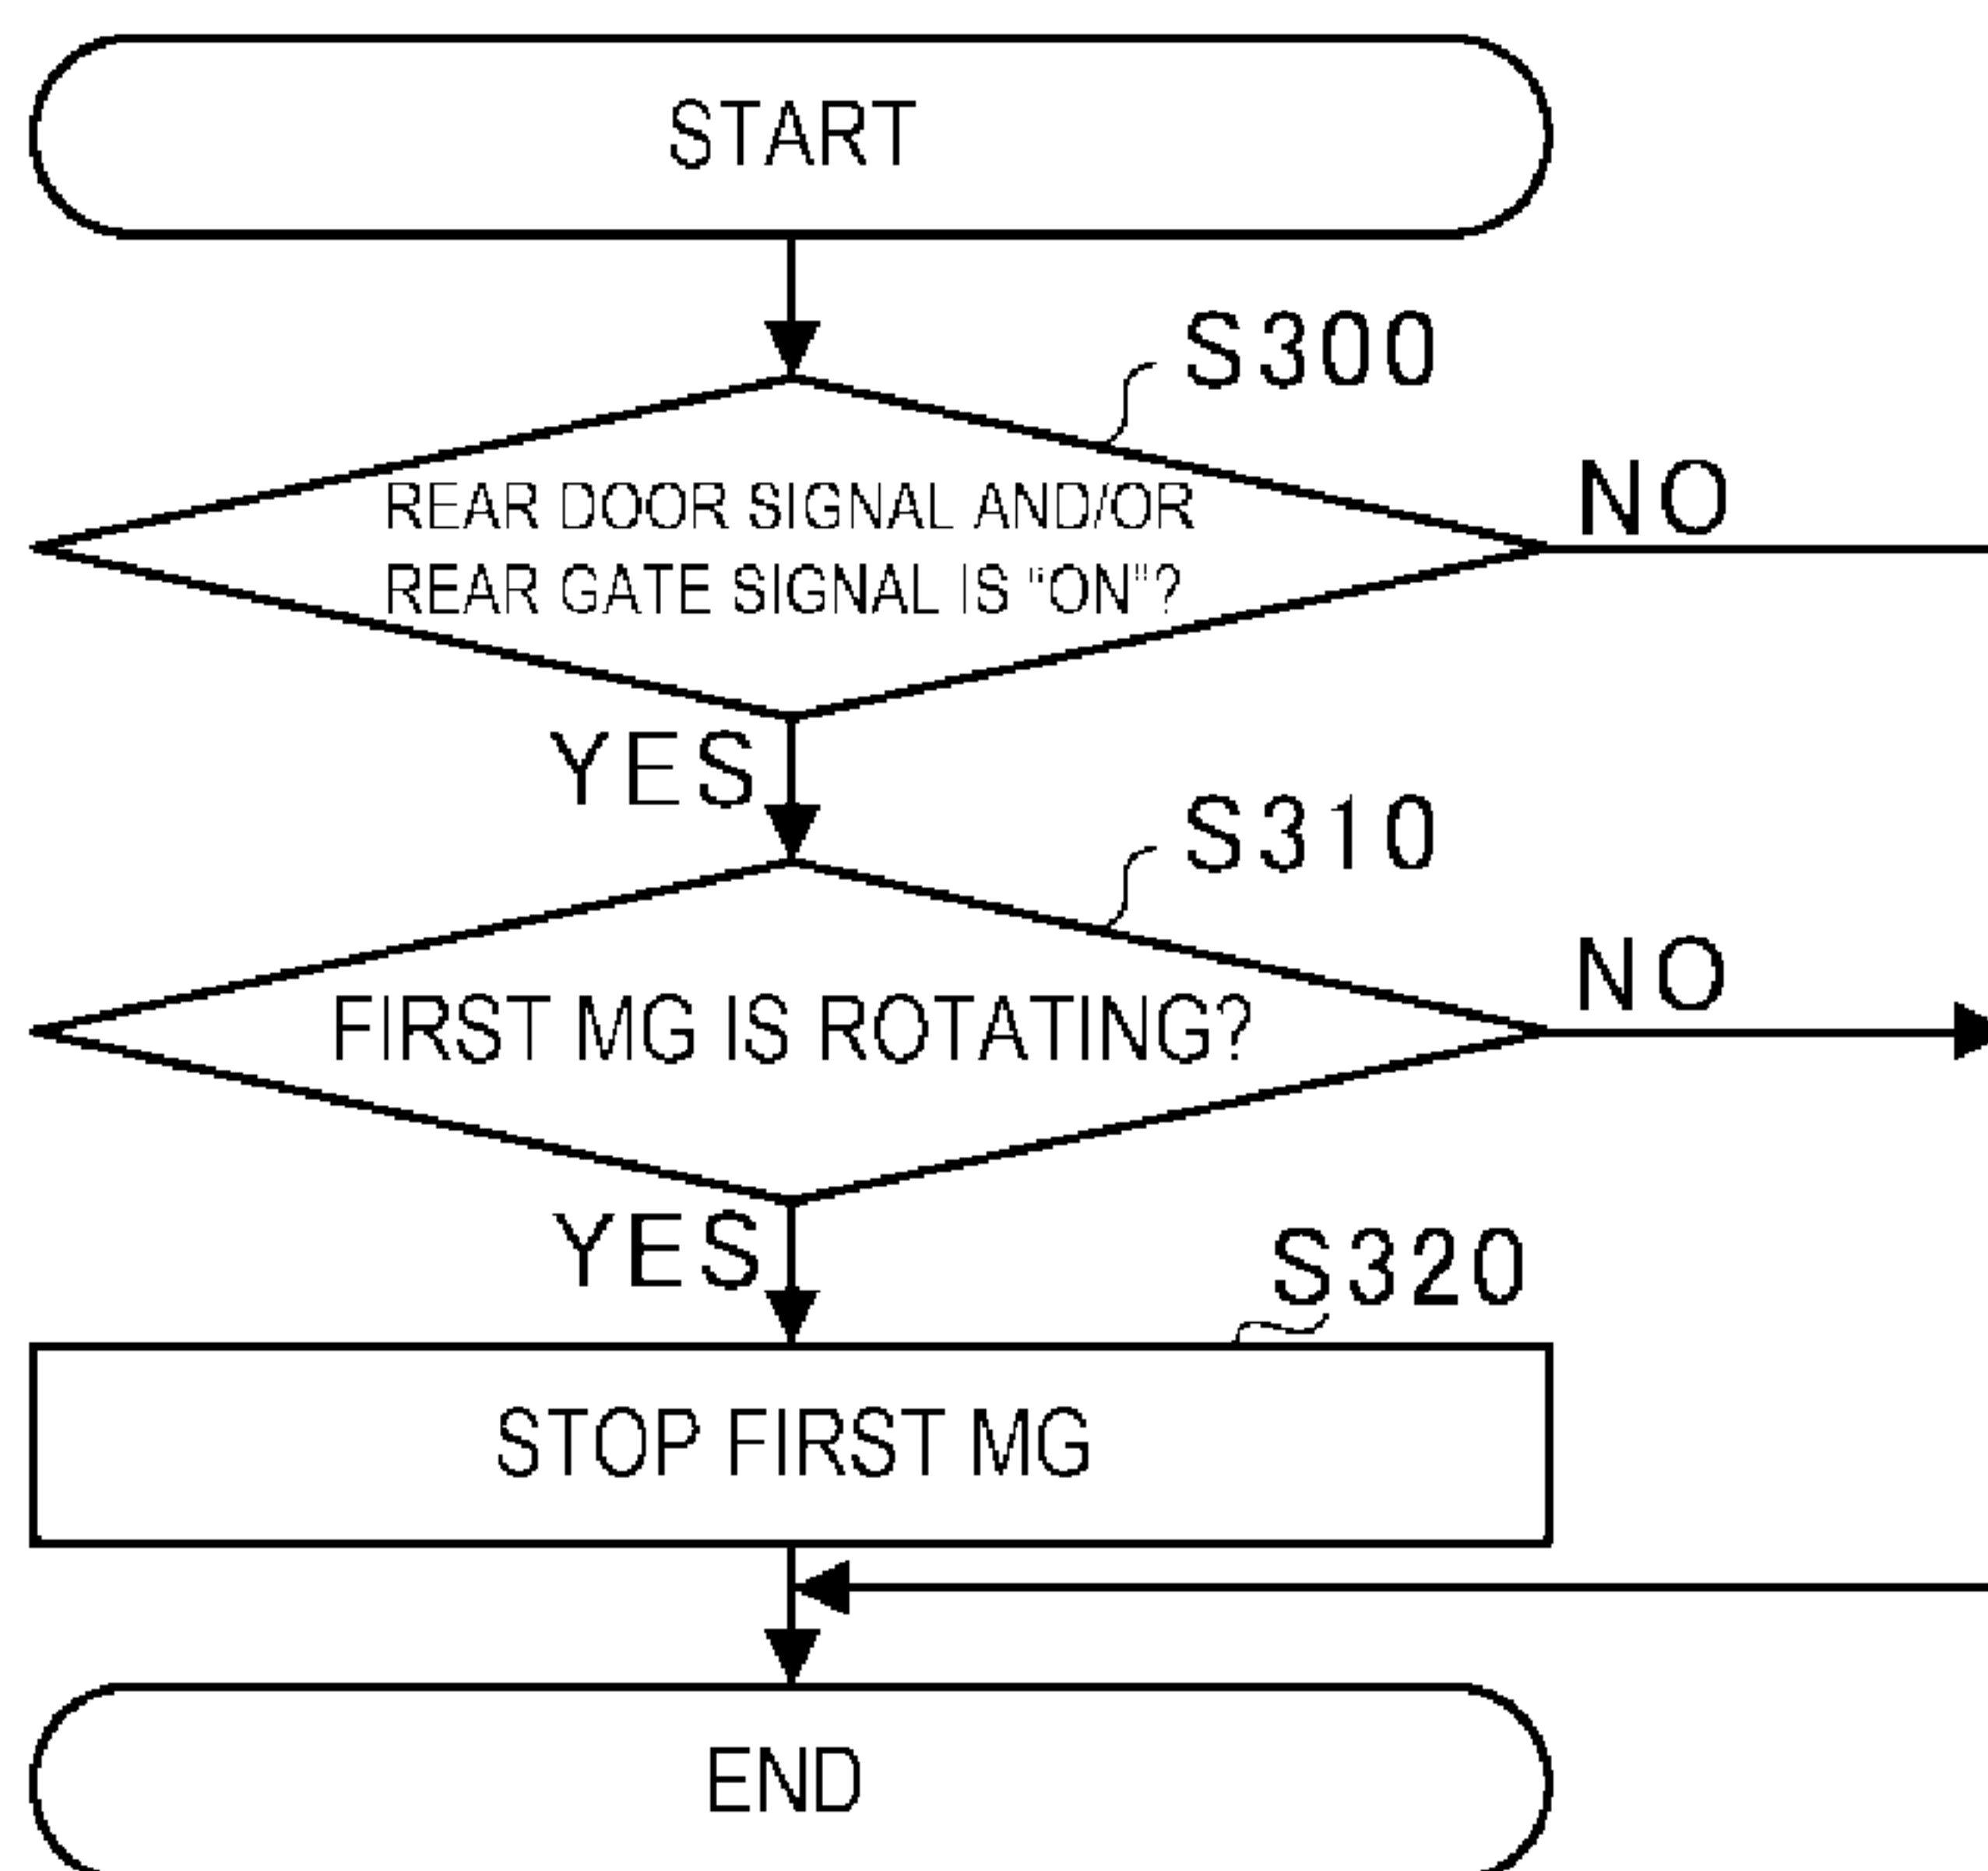 START
S300
REAR DOOR SIGNAL AND/OR
REAR GATE SIGNAL IS "ON"?
NO
YES
S310
FIRST MG IS ROTATING?
NO
YES
S320
STOP FIRST MG
END